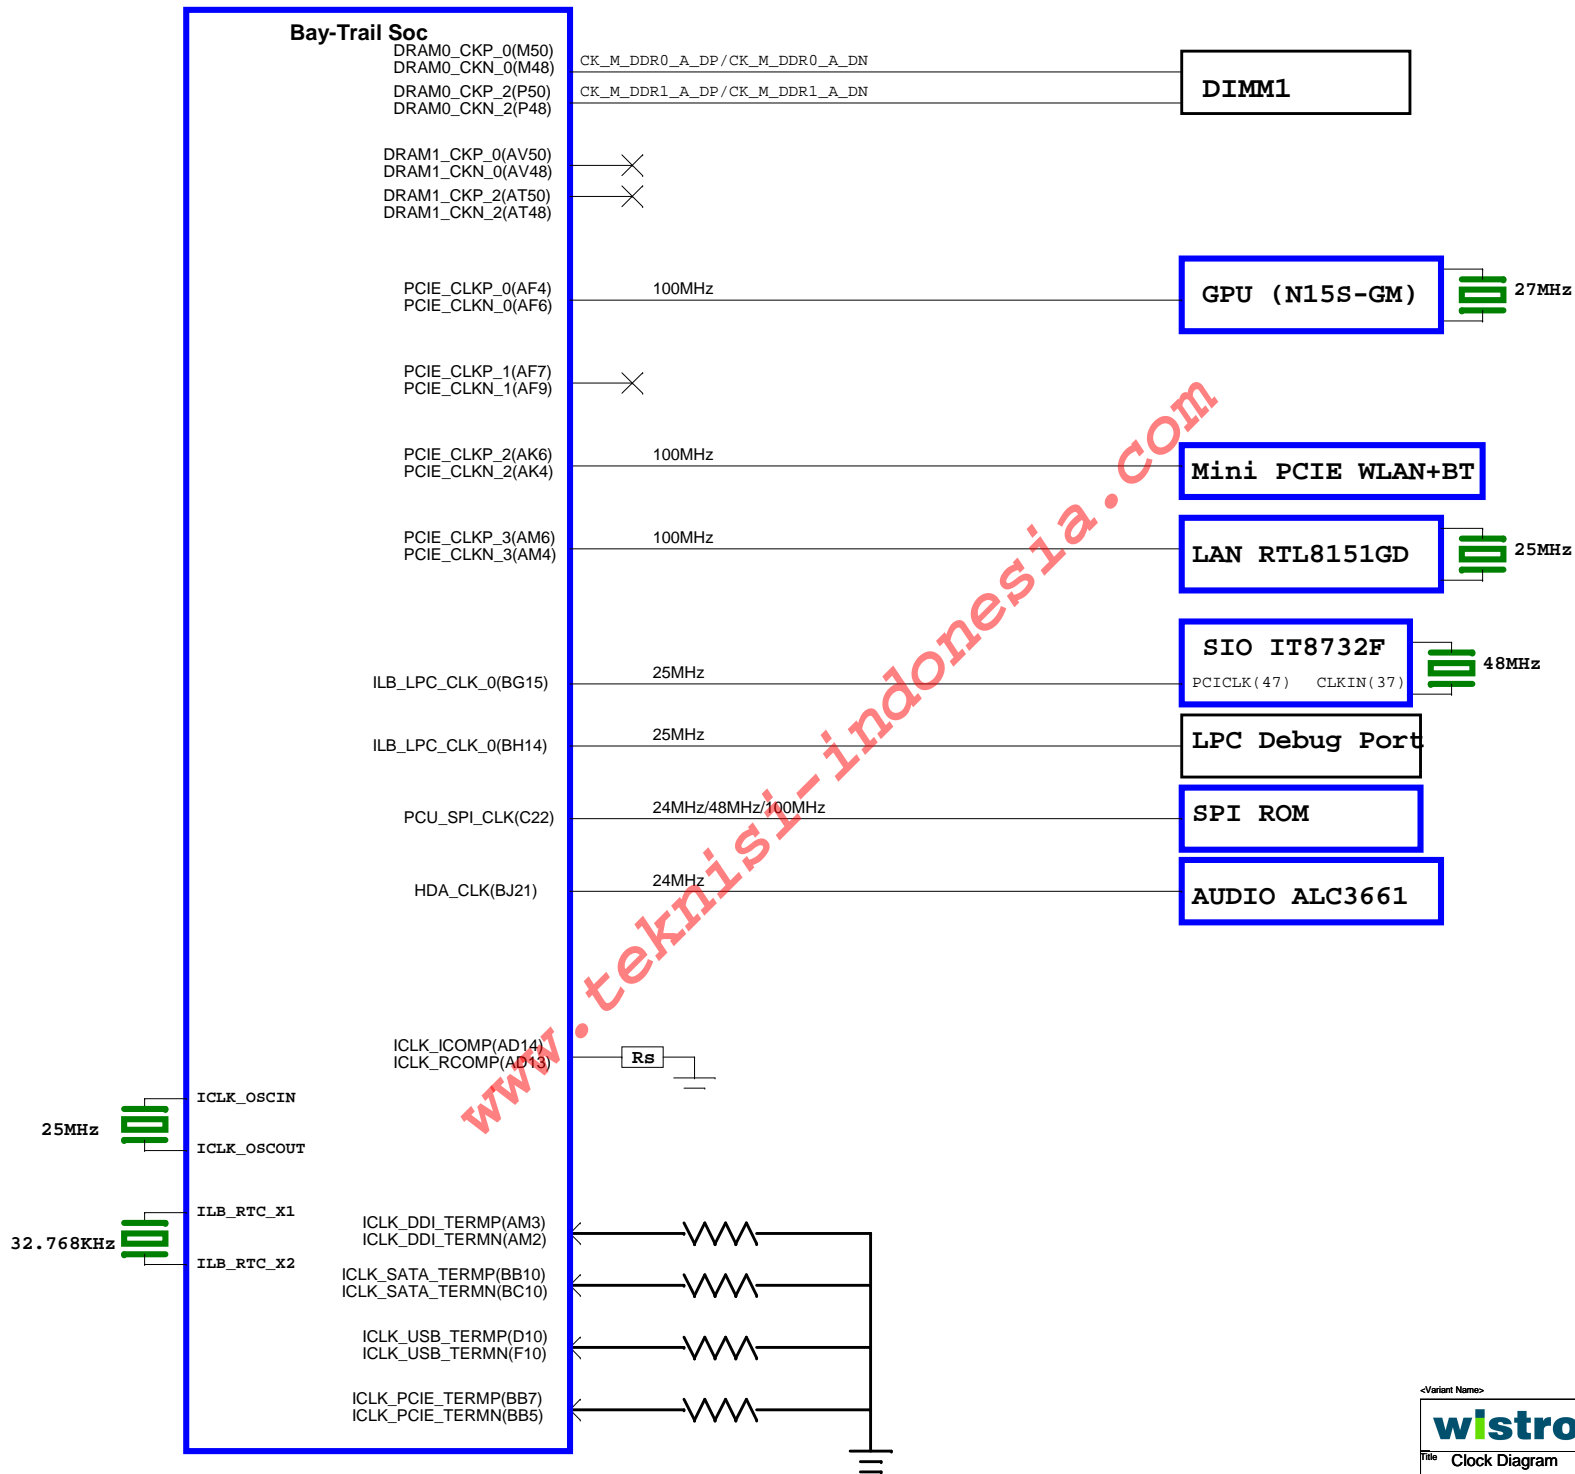 Bay-Trail Soc
DRAM0_CKP_0(M50)
DRAM0_CKN_0(M48)
CK_M_DDR0_A_DP/CK_M_DDR0_A_DN
DRAM0_CKP_2(P50)
DRAM0_CKN_2(P48)
CK_M_DDR1_A_DP/CK_M_DDR1_A_DN
DIMM1
DRAM1_CKP_0(AV50)
DRAM1_CKN_0(AV48)
DRAM1_CKP_2(AT50)
DRAM1_CKN_2(AT48)
PCIE_CLKP_0(AF4)
PCIE_CLKN_0(AF6)
100MHz
GPU (N15S-GM)
27MHz
PCIE_CLKP_1(AF7)
PCIE_CLKN_1(AF9)
PCIE_CLKP_2(AK6)
PCIE_CLKN_2(AK4)
100MHz
Mini PCIE WLAN+BT
PCIE_CLKP_3(AM6)
PCIE_CLKN_3(AM4)
100MHz
LAN RTL8151GD
25MHz
ILB_LPC_CLK_0(BG15)
25MHz
SIO IT8732F
PCICLK(47) CLKIN(37)
48MHz
ILB_LPC_CLK_0(BH14)
25MHz
LPC Debug Port
PCU_SPI_CLK(C22)
24MHz/48MHz/100MHz
SPI ROM
HDA_CLK(BJ21)
24MHz
AUDIO ALC3661
www.teknisi-indonesia.com
ICLK_ICOMP(AD14)
ICLK_RCOMP(AD13)
Rs
25MHz
ICLK_OSCIN
ICLK_OSCOUT
32.768KHz
ILB_RTC_X1
ILB_RTC_X2
ICLK_DDI_TERMP(AM3)
ICLK_DDI_TERMN(AM2)
ICLK_SATA_TERMP(BB10)
ICLK_SATA_TERMN(BC10)
ICLK_USB_TERMP(D10)
ICLK_USB_TERMN(F10)
ICLK_PCIE_TERMP(BB7)
ICLK_PCIE_TERMN(BB5)
<Variant Name>
wistro
Title
Clock Diagram